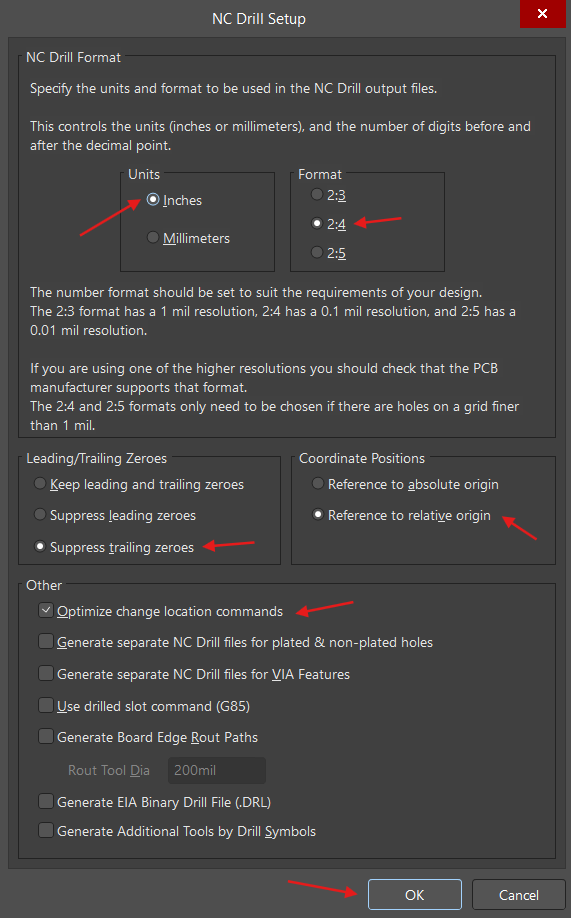 NC Drill Setup
NC Drill Format
Specify the units and format to be used in the NC Drill output files.
This controls the units (inches or millimeters), and the number of digits before and
after the decimal point.
Units
Inches
Millimeters
Format
2:3
2:4
2:5
The number format should be set to suit the requirements of your design.
The 2:3 format has a 1 mil resolution, 2:4 has a 0.1 mil resolution, and 2:5 has a
0.01 mil resolution.
If you are using one of the higher resolutions you should check that the PCB
manufacturer supports that format.
The 2:4 and 2:5 formats only need to be chosen if there are holes on a grid finer
than 1 mil.
Leading/Trailing Zeroes
Keep leading and trailing zeroes
Suppress leading zeroes
Suppress trailing zeroes
Coordinate Positions
Reference to absolute origin
Reference to relative origin
Other
Optimize change location commands
Generate separate NC Drill files for plated & non-plated holes
Generate separate NC Drill files for VIA Features
Use drilled slot command (G85)
Generate Board Edge Rout Paths
Rout Tool Dia
200mil
Generate EIA Binary Drill File (.DRL)
Generate Additional Tools by Drill Symbols
OK
Cancel